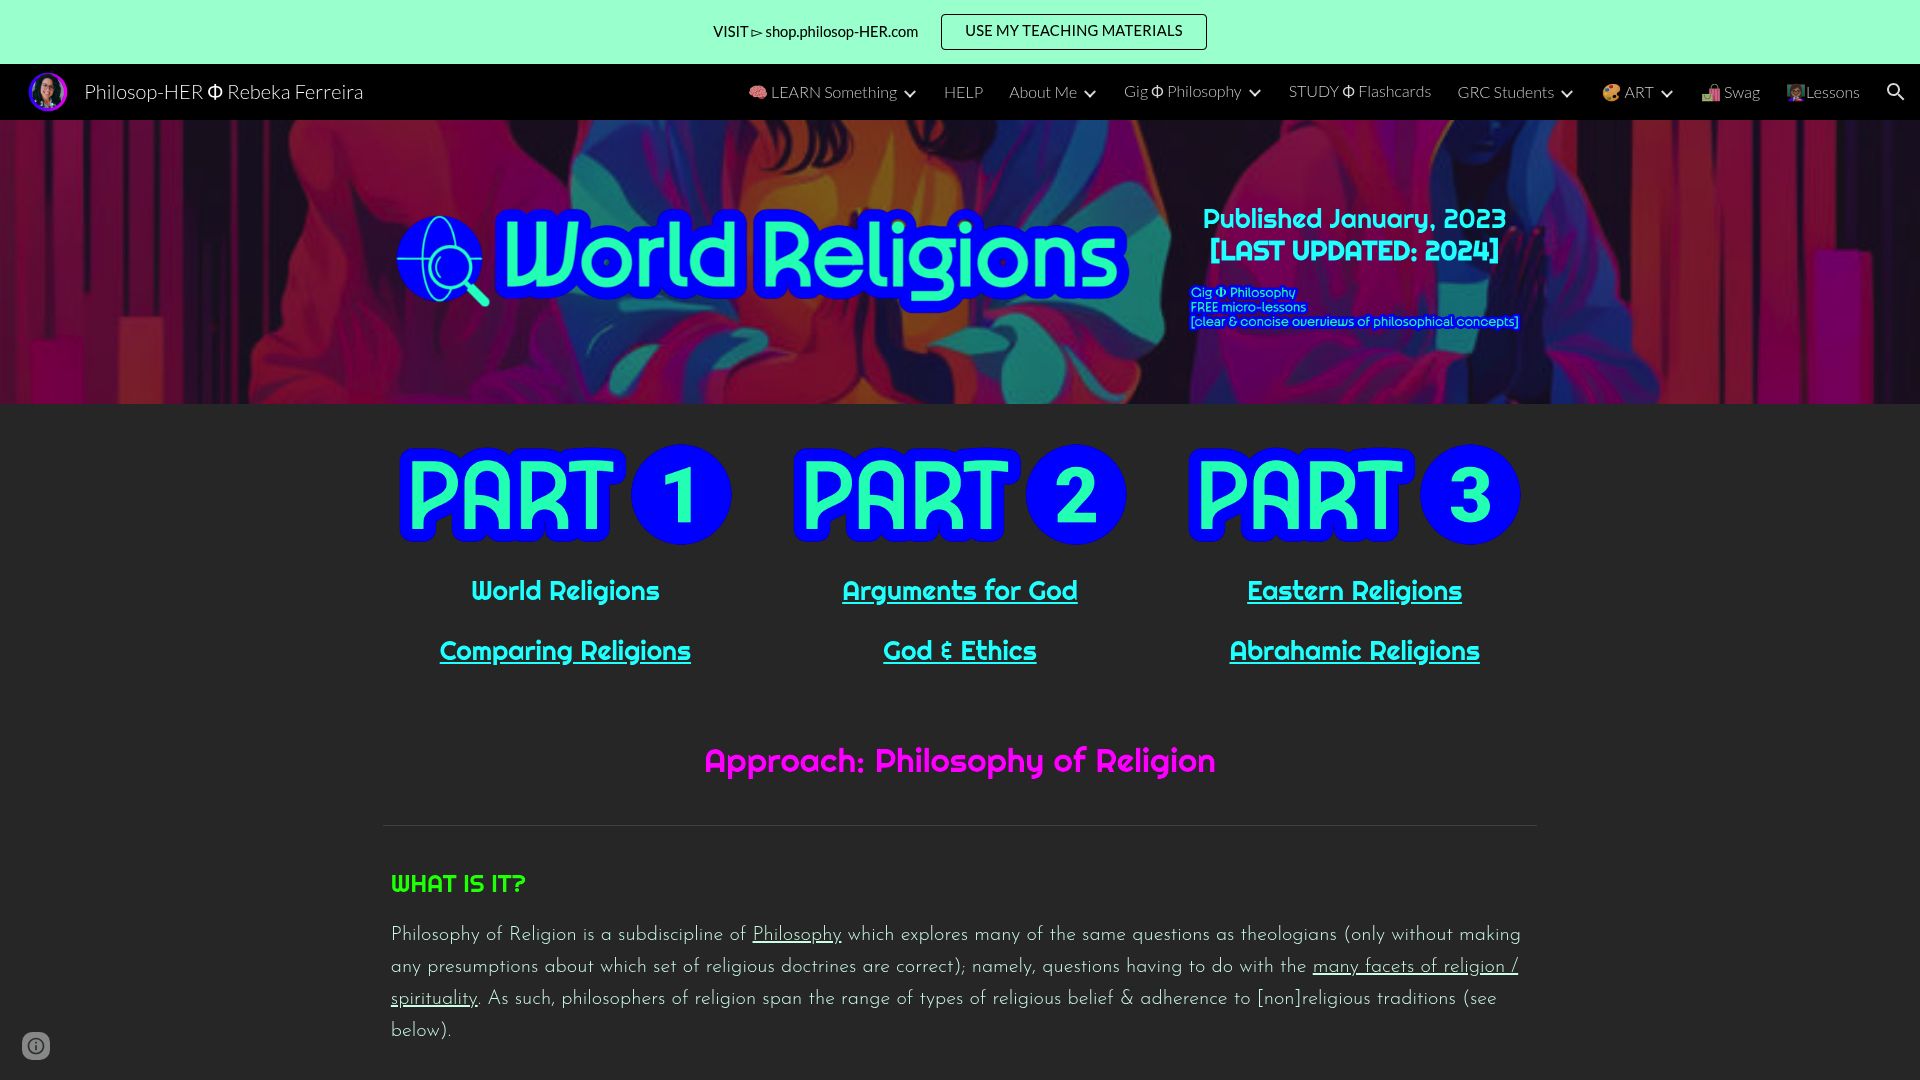 VISIT ▻ shop.philosop-HER.com
USE MY TEACHING MATERIALS
Philosop-HER Φ Rebeka Ferreira
🧠 LEARN Something
HELP
About Me
Gig Φ Philosophy
STUDY Φ Flashcards
GRC Students
🎨 ART
🛍️ Swag
👩🏽‍🏫Lessons
World Religions
Published January, 2023
[LAST UPDATED: 2024]
Gig Φ Philosophy
FREE micro-lessons
[clear & concise overviews of philosophical concepts]
PART 1
PART 2
PART 3
World Religions
Arguments for God
Eastern Religions
Comparing Religions
God & Ethics
Abrahamic Religions
Approach: Philosophy of Religion
WHAT IS IT?
Philosophy of Religion is a subdiscipline of Philosophy which explores many of the same questions as theologians (only without making
any presumptions about which set of religious doctrines are correct); namely, questions having to do with the many facets of religion /
spirituality. As such, philosophers of religion span the range of types of religious belief & adherence to [non]religious traditions (see
below).